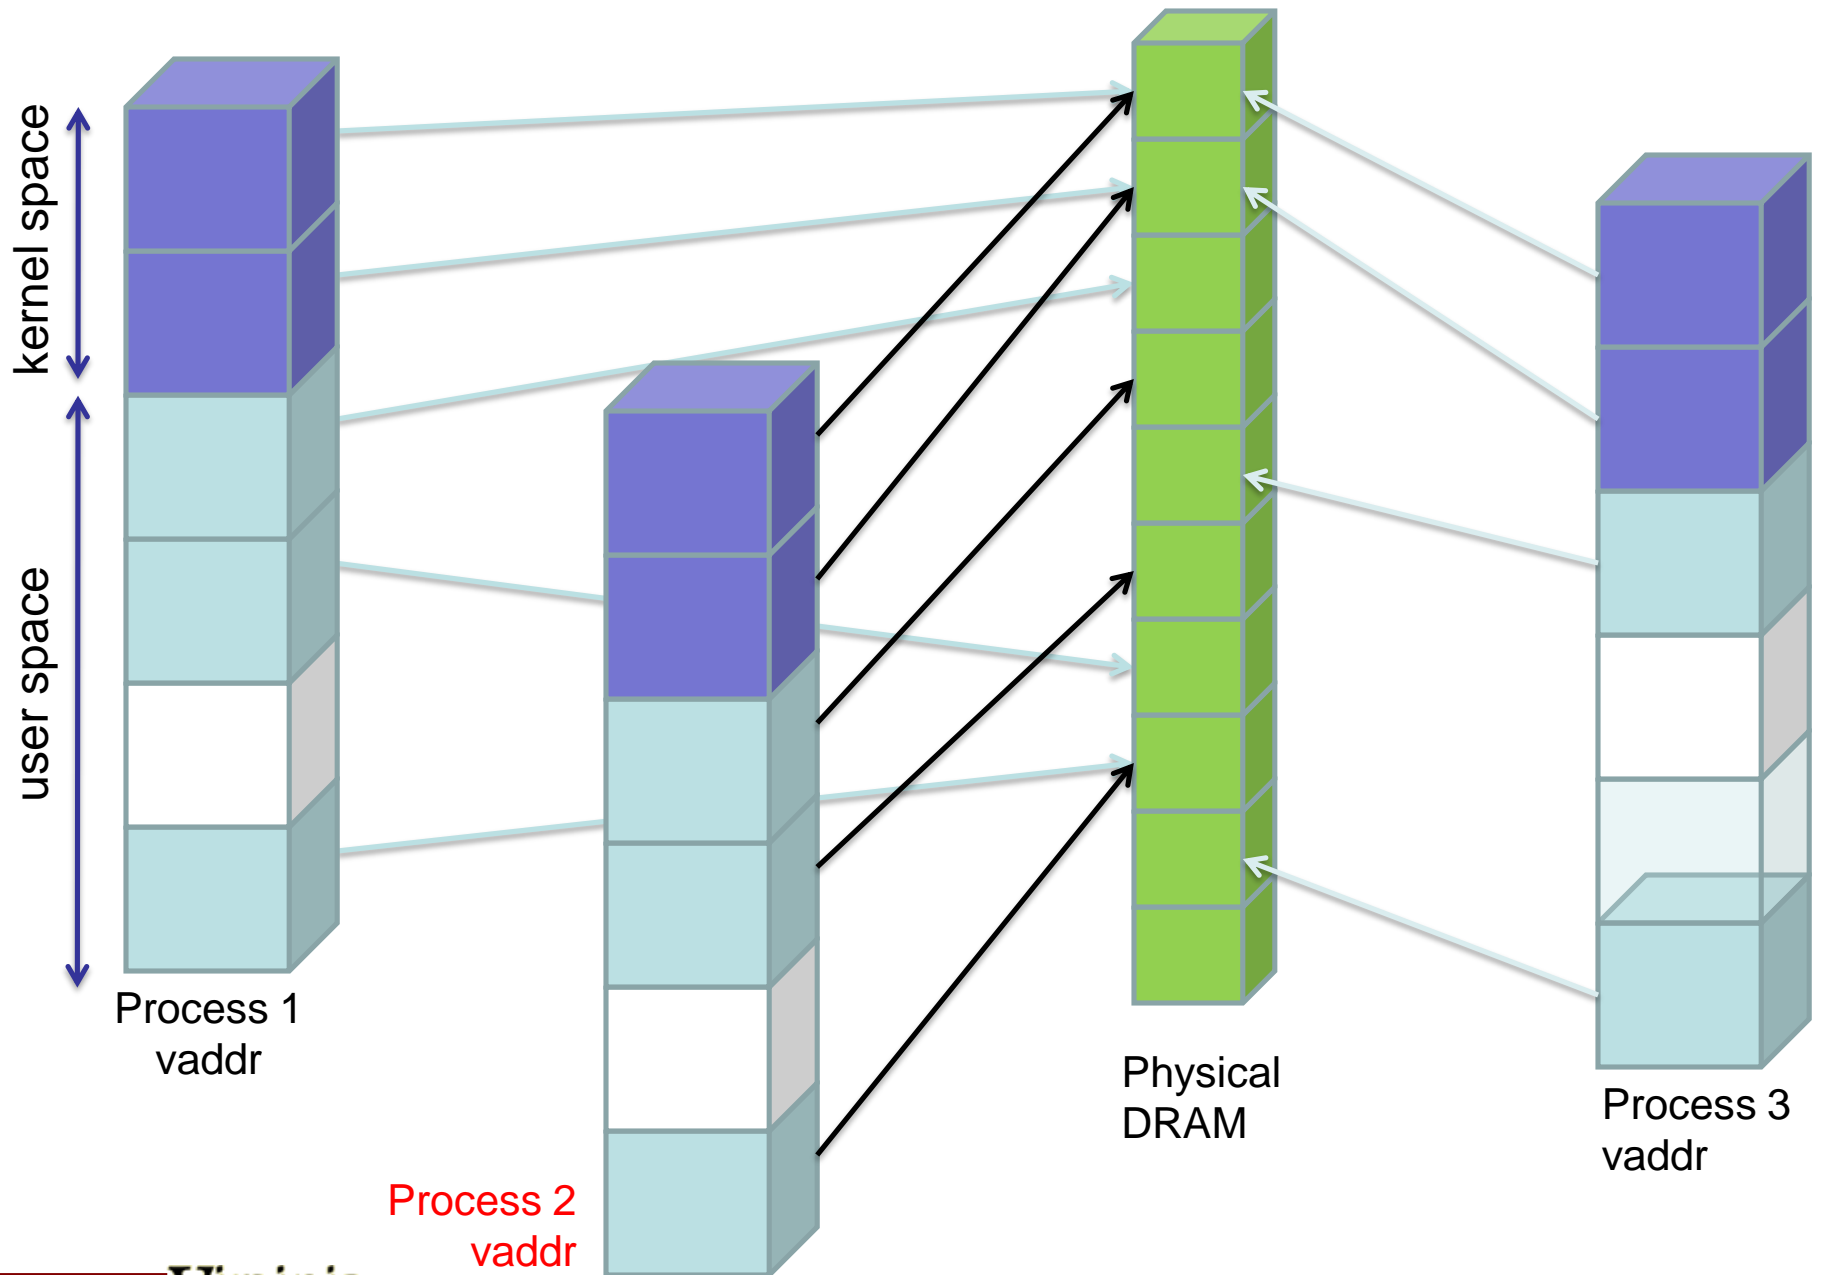 kernel space
user space
Process 1
vaddr
Process 2
vaddr
Physical
DRAM
Process 3
vaddr